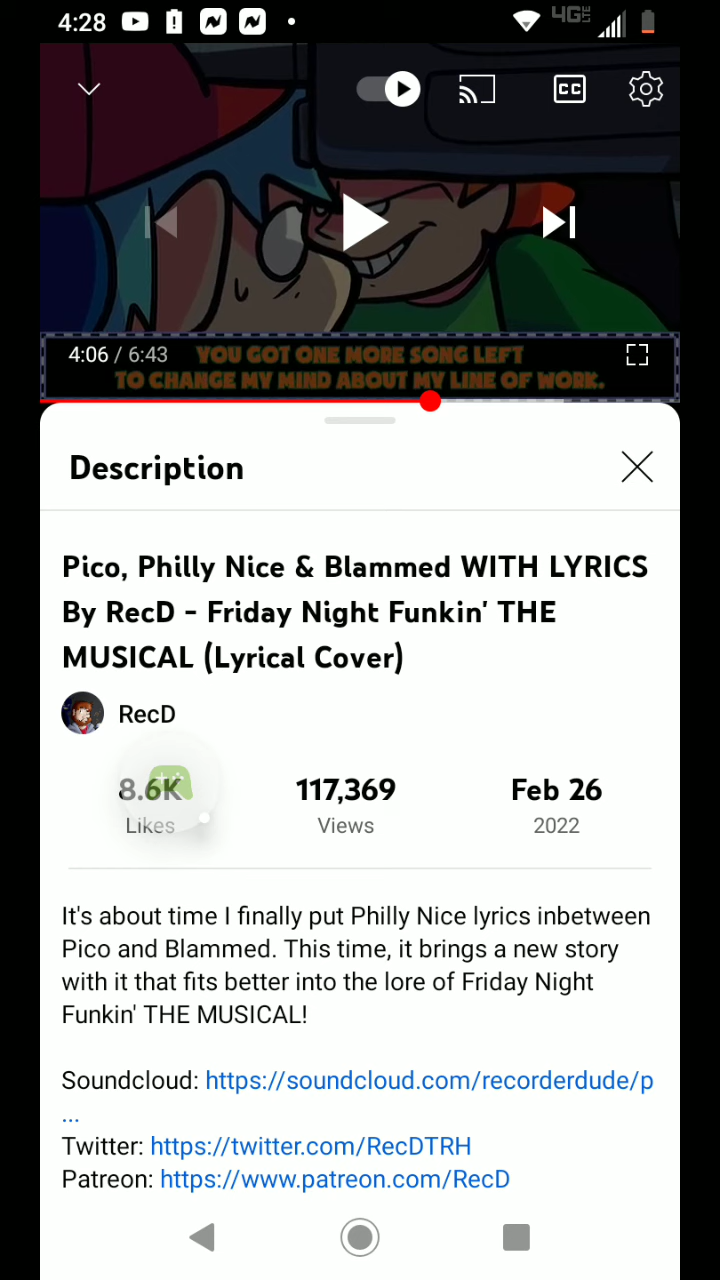 4:28
4G LTE
CC
4:06 / 6:43
YOU GOT ONE MORE SONG LEFT
TO CHANGE MY MIND ABOUT MY LINE OF WORK.
Description
Pico, Philly Nice & Blammed WITH LYRICS
By RecD - Friday Night Funkin' THE
MUSICAL (Lyrical Cover)
RecD
8.6K 117,369 Feb 26
Likes Views 2022
It's about time I finally put Philly Nice lyrics inbetween
Pico and Blammed. This time, it brings a new story
with it that fits better into the lore of Friday Night
Funkin' THE MUSICAL!
Soundcloud: https://soundcloud.com/recorderdude/p
...
Twitter: https://twitter.com/RecDTRH
Patreon: https://www.patreon.com/RecD